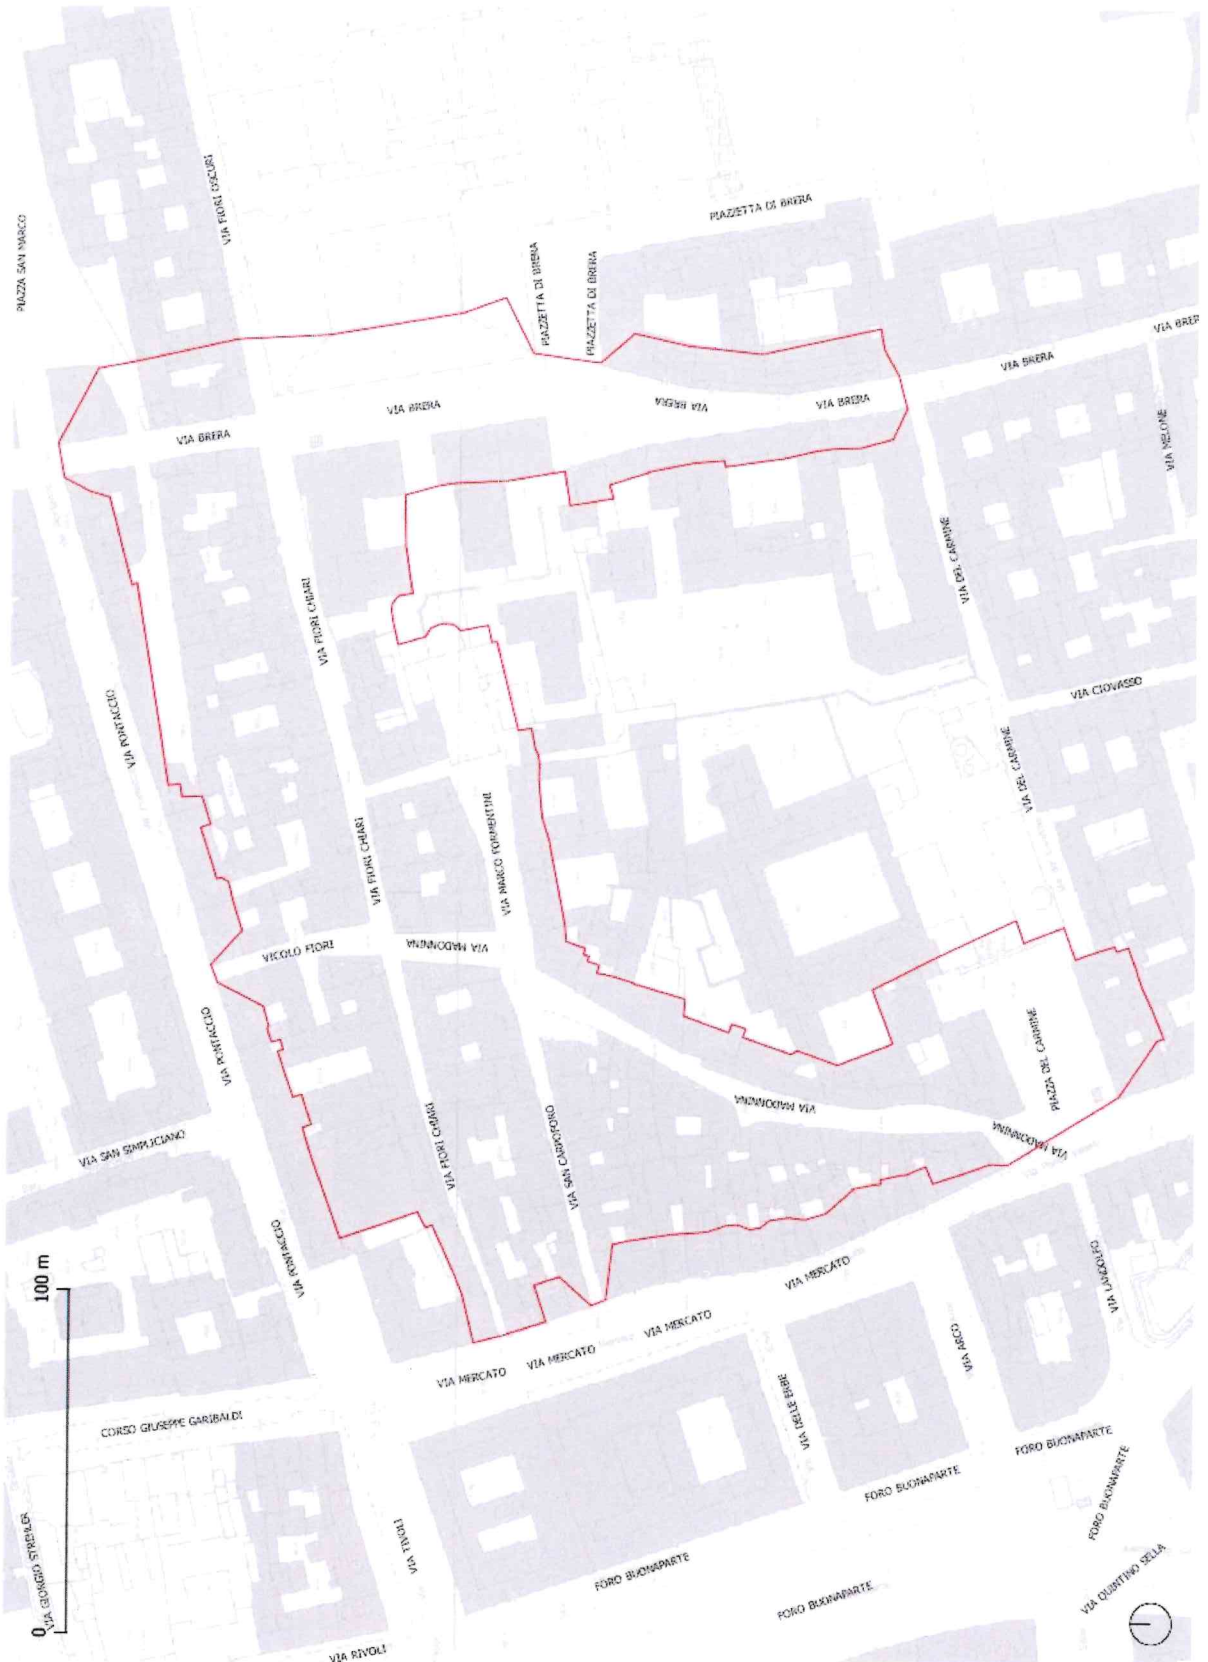 PIAZZA SAN MARCO
VIA FIORI OSCURI
PIAZZETTA DI BRERA
PIAZZETTA DI BRERA
PIAZZETTA DI BRERA
VIA BRERA
VIA BRERA
VIA BRERA
VIA BRERA
VIA BRERA
VIA BRER
VIA MELONE
VIA DEL CARMINE
VIA FIORI CHIARI
VIA PONTACCIO
VIA CIOVASSO
VIA DEL CARMINE
VIA FIORI CHIARI
VIA MARCO FORMENTINI
VICOLO FIORI
VIA MADONNINA
VIA PONTACCIO
PIAZZA DEL CARMINE
VIA MADONNINA
VIA MADONNINA
VIA SAN SIMPLICIANO
VIA FIORI CHIARI
VIA SAN CARPOFORO
VIA PONTACCIO
VIA LANDOLFO
VIA MERCATO
VIA MERCATO
VIA MERCATO
VIA MERCATO
VIA ARCO
VIA DELLE ERBE
100 m
CORSO GIUSEPPE GARIBALDI
FORO BUONAPARTE
FORO BUONAPARTE
FORO BUONAPARTE
FORO BUONAPARTE
FORO BUONAPARTE
VIA TIVOLI
VIA GIORGIO STREHLER
0
VIA QUINTINO SELLA
VIA RIVOLI